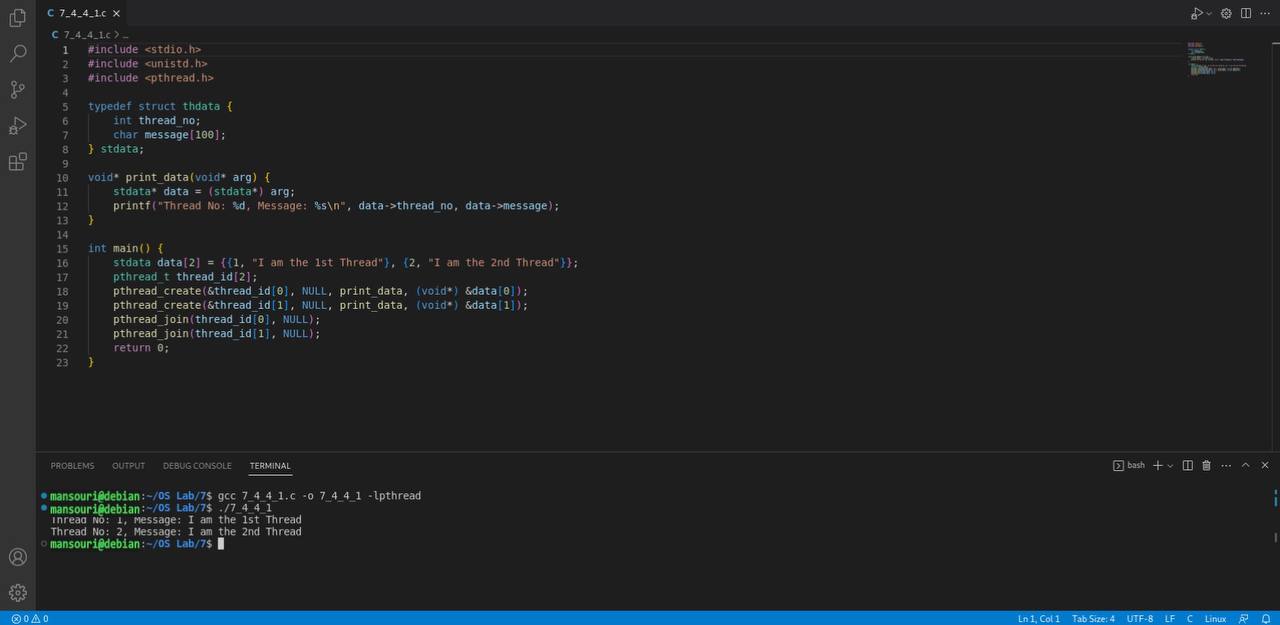 7_4_4_1.c
7_4_4_1.c > ...
1 #include <stdio.h>
2 #include <unistd.h>
3 #include <pthread.h>
4
5 typedef struct thdata {
6     int thread_no;
7     char message[100];
8 } stdata;
9
10 void* print_data(void* arg) {
11     stdata* data = (stdata*) arg;
12     printf("Thread No: %d, Message: %s\n", data->thread_no, data->message);
13 }
14
15 int main() {
16     stdata data[2] = {{1, "I am the 1st Thread"}, {2, "I am the 2nd Thread"}};
17     pthread_t thread_id[2];
18     pthread_create(&thread_id[0], NULL, print_data, (void*) &data[0]);
19     pthread_create(&thread_id[1], NULL, print_data, (void*) &data[1]);
20     pthread_join(thread_id[0], NULL);
21     pthread_join(thread_id[1], NULL);
22     return 0;
23 }
PROBLEMS OUTPUT DEBUG CONSOLE TERMINAL
bash
mansouri@debian:~/OS Lab/7$ gcc 7_4_4_1.c -o 7_4_4_1 -lpthread
mansouri@debian:~/OS Lab/7$ ./7_4_4_1
Thread No: 1, Message: I am the 1st Thread
Thread No: 2, Message: I am the 2nd Thread
mansouri@debian:~/OS Lab/7$
0 0 Ln 1, Col 1 Tab Size: 4 UTF-8 LF C Linux